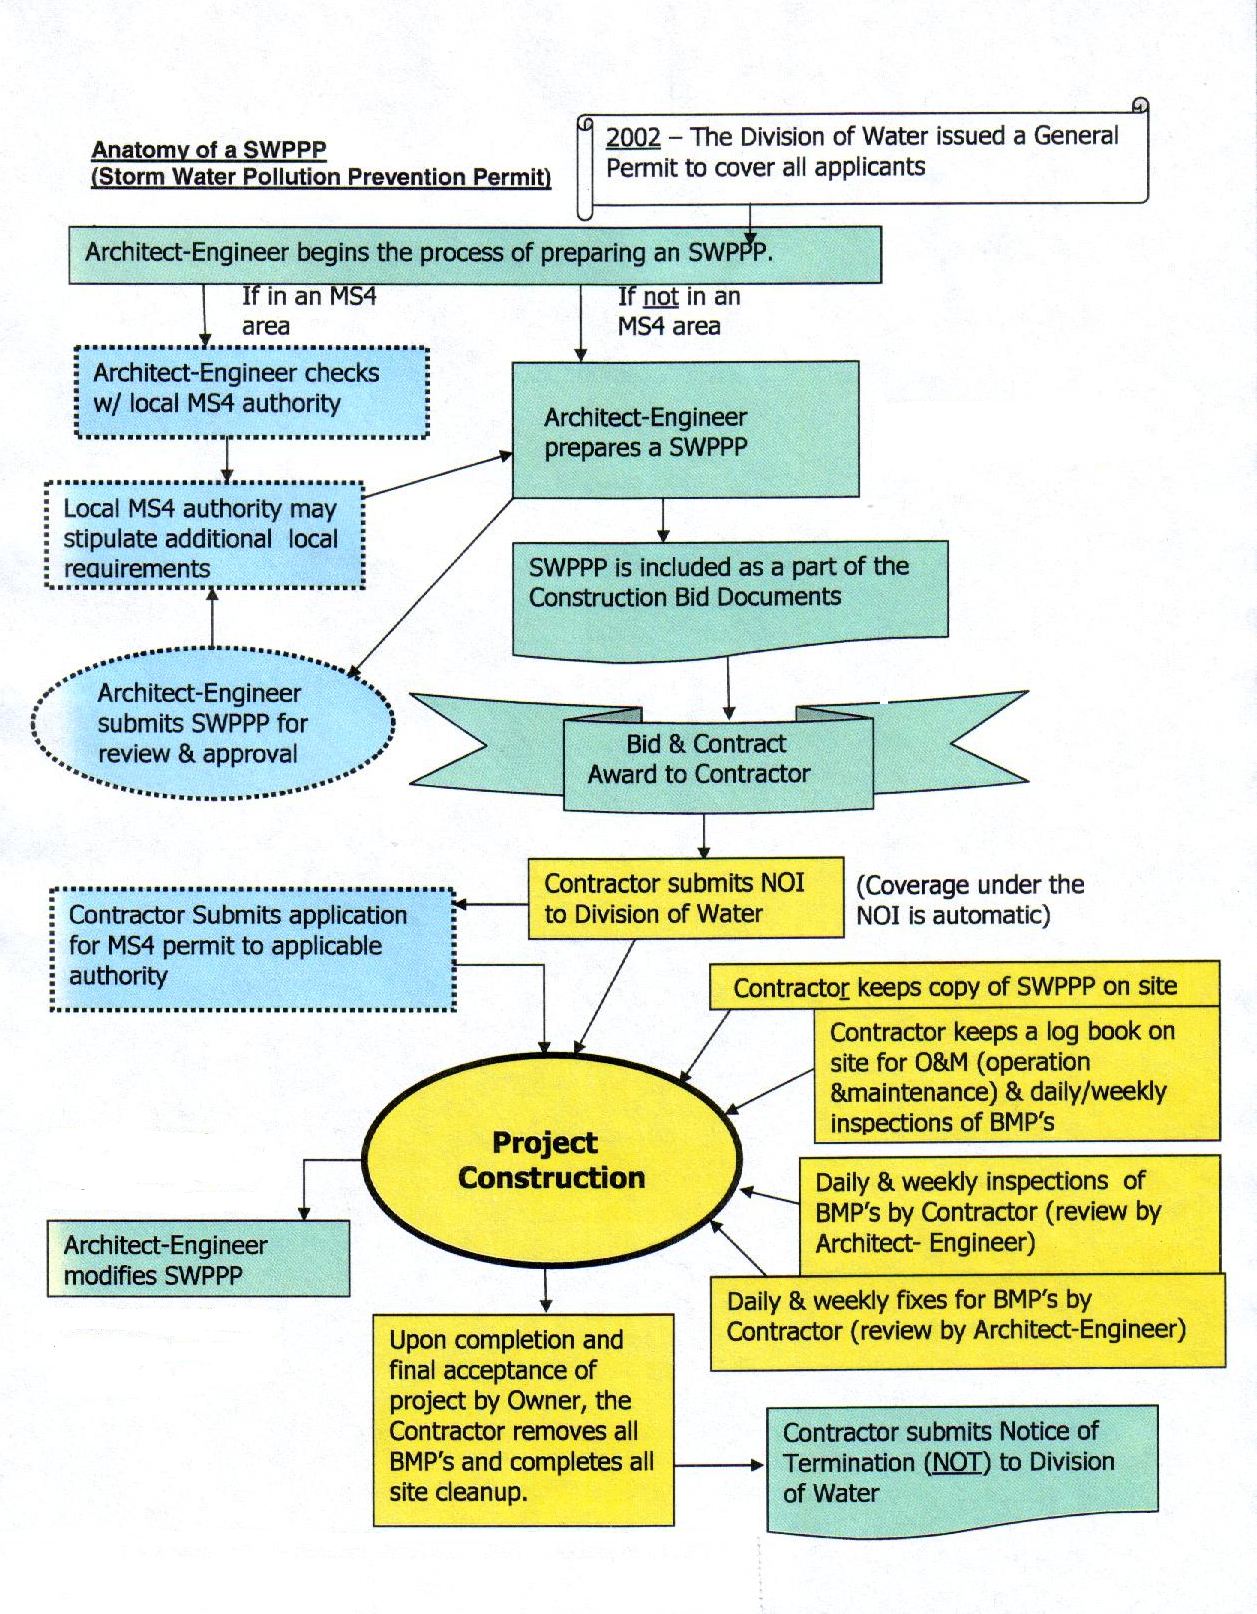 Anatomy of a SWPPP
(Storm Water Pollution Prevention Permit)
2002 – The Division of Water issued a General
Permit to cover all applicants
Architect-Engineer begins the process of preparing an SWPPP.
If in an MS4
area
If not in an
MS4 area
Architect-Engineer checks
w/ local MS4 authority
Architect-Engineer
prepares a SWPPP
Local MS4 authority may
stipulate additional local
requirements
SWPPP is included as a part of the
Construction Bid Documents
Architect-Engineer
submits SWPPP for
review & approval
Bid & Contract
Award to Contractor
Contractor submits NOI
to Division of Water
(Coverage under the
NOI is automatic)
Contractor Submits application
for MS4 permit to applicable
authority
Contractor keeps copy of SWPPP on site
Contractor keeps a log book on
site for O&M (operation
&maintenance) & daily/weekly
inspections of BMP's
Project
Construction
Daily & weekly inspections of
BMP's by Contractor (review by
Architect- Engineer)
Architect-Engineer
modifies SWPPP
Daily & weekly fixes for BMP's by
Contractor (review by Architect-Engineer)
Upon completion and
final acceptance of
project by Owner, the
Contractor removes all
BMP's and completes all
site cleanup.
Contractor submits Notice of
Termination (NOT) to Division
of Water